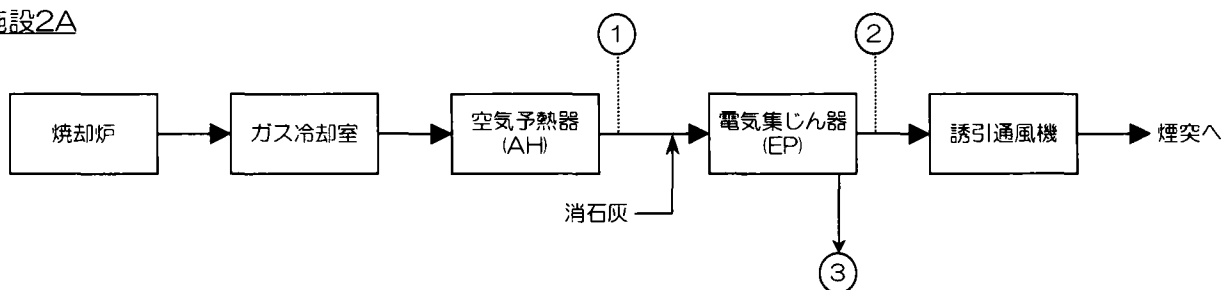 施設2A
①
②
焼却炉
ガス冷却室
空気予熱器
(AH)
電気集じん器
(EP)
誘引通風機
煙突へ
消石灰
③